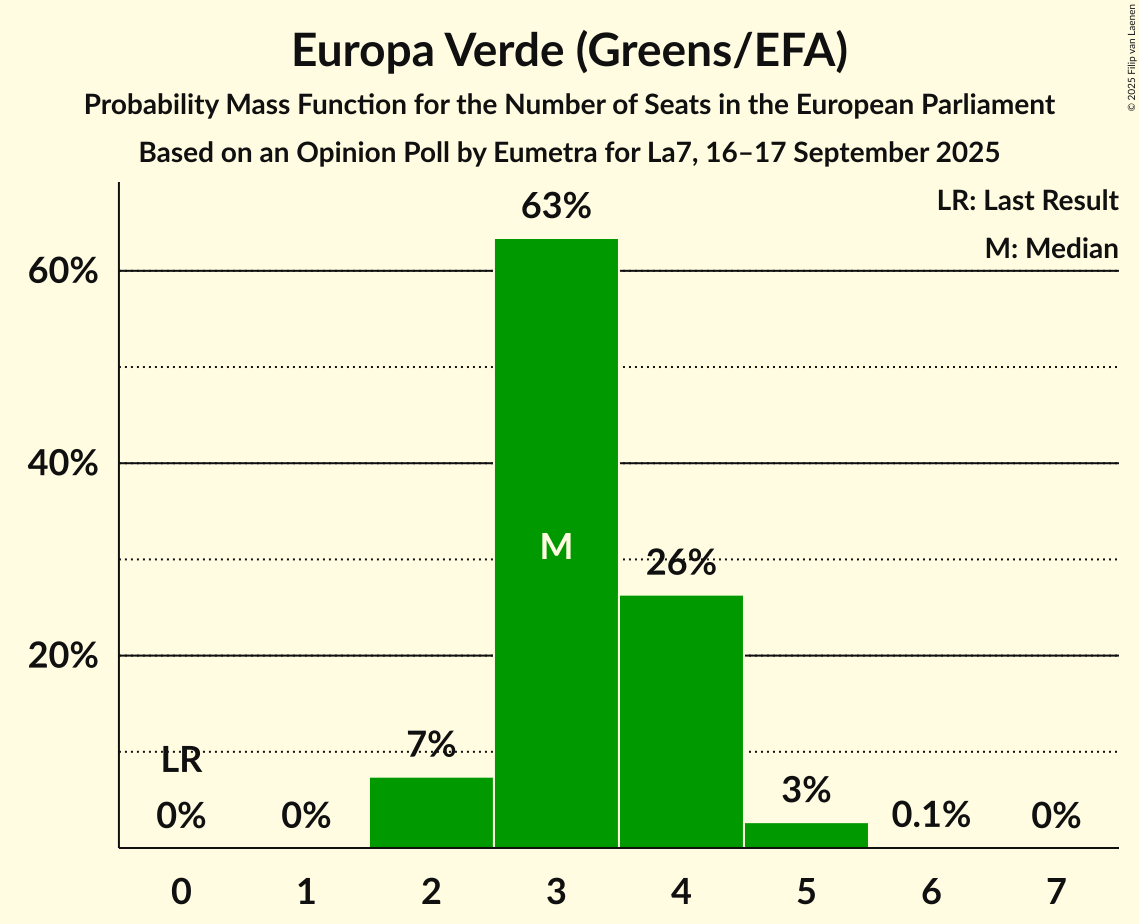 Europa Verde (Greens/EFA)
Probability Mass Function for the Number of Seats in the European Parliament
Based on an Opinion Poll by Eumetra for La7, 16–17 September 2025
© 2025 Filip van Laenen
LR: Last Result
M: Median
60%
40%
20%
63%
M
26%
7%
LR
0%
0%
3%
0.1%
0%
0 1 2 3 4 5 6 7